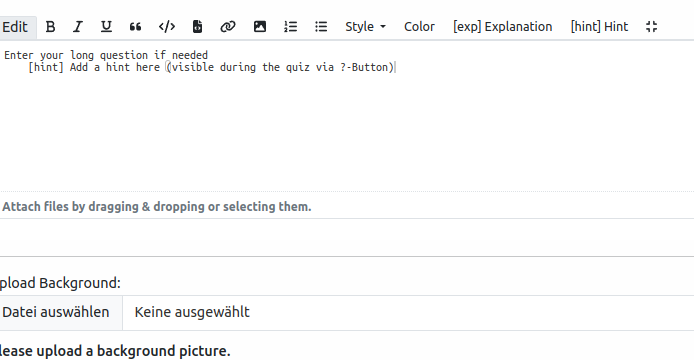 Edit B I U “ </> Style Color [exp] Explanation [hint] Hint
Enter your long question if needed
[hint] Add a hint here (visible during the quiz via ?-Button)
Attach files by dragging & dropping or selecting them.
pload Background:
Datei auswählen Keine ausgewählt
lease upload a background picture.